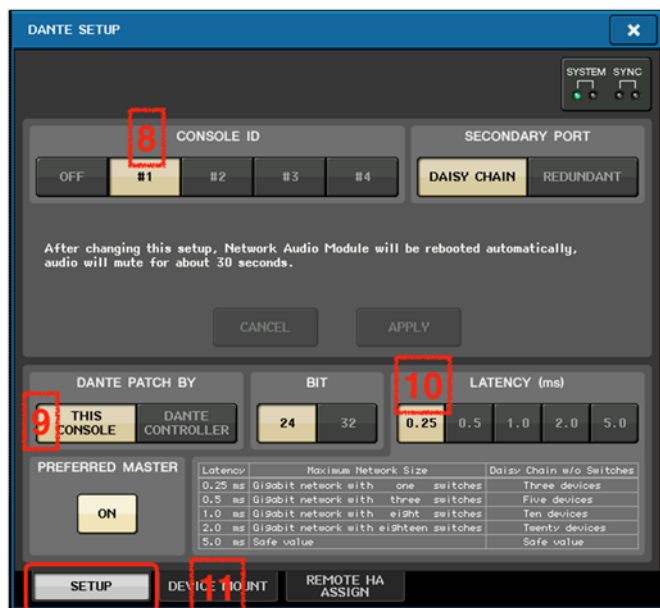 DANTE SETUP
SYSTEM SYNC
8
CONSOLE ID
SECONDARY PORT
OFF #1 #2 #3 #4
DAISY CHAIN REDUNDANT
After changing this setup, Network Audio Module will be rebooted automatically,
audio will mute for about 30 seconds.
CANCEL APPLY
DANTE PATCH BY
BIT
10
LATENCY (ms)
9
THIS
CONSOLE
DANTE
CONTROLLER
24 32
0.25 0.5 1.0 2.0 5.0
PREFERRED MASTER
ON
Latency Maximum Network Size Daisy Chain w/o Switches
0.25 ms Gigabit network with one switches Three devices
0.5 ms Gigabit network with three switches Five devices
1.0 ms Gigabit network with eight switches Ten devices
2.0 ms Gigabit network with eighteen switches Twenty devices
5.0 ms Safe value Safe value
SETUP
DEVICE MOUNT
11
REMOTE HA
ASSIGN